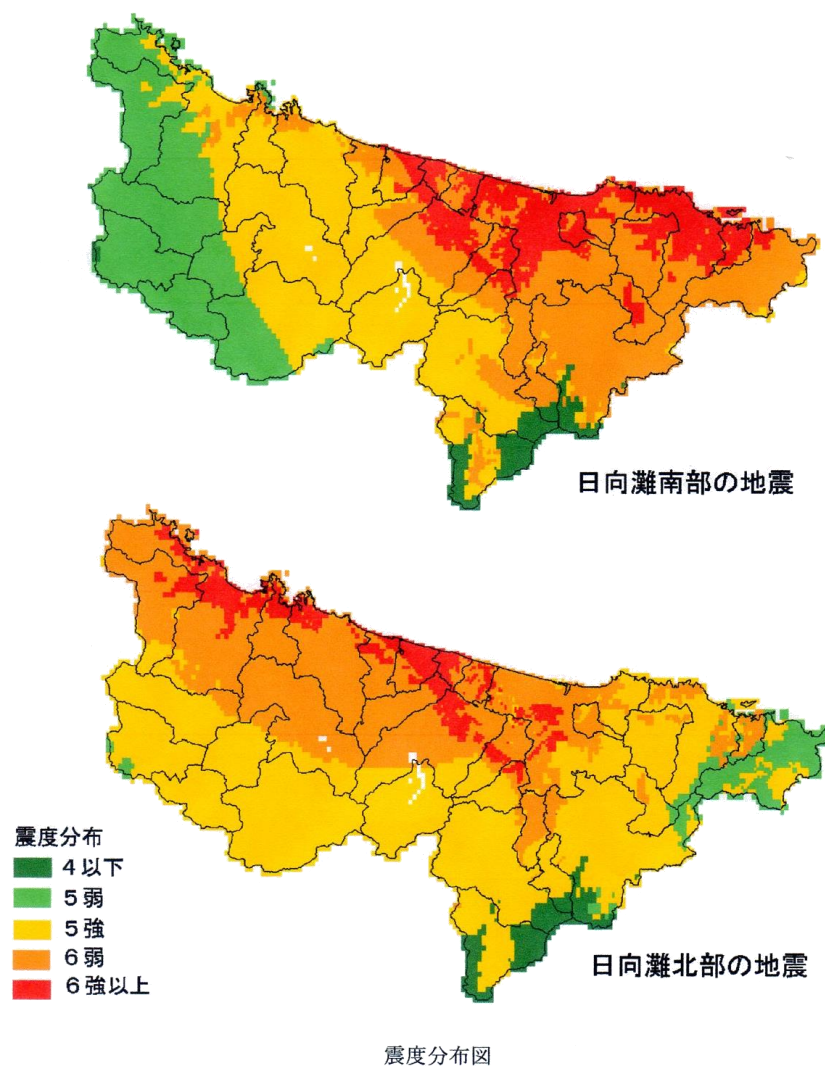 日向灘南部の地震
震度分布
4以下
5弱
5強
6弱
6強以上
日向灘北部の地震
震度分布図